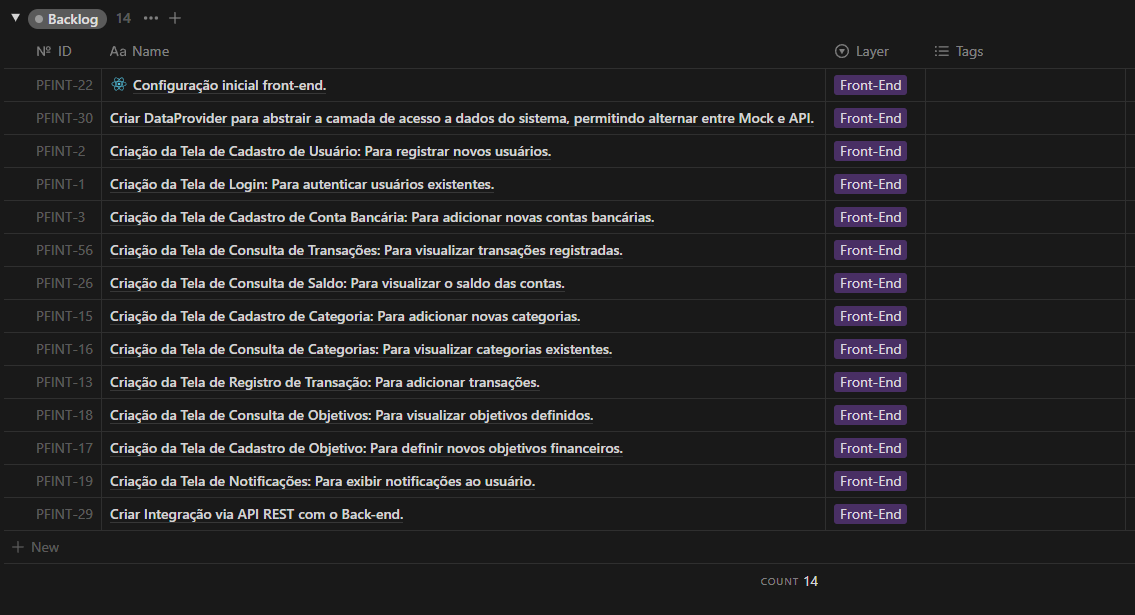 Backlog 14
Nº ID Aa Name Layer Tags
PFINT-22 Configuração inicial front-end. Front-End
PFINT-30 Criar DataProvider para abstrair a camada de acesso a dados do sistema, permitindo alternar entre Mock e API. Front-End
PFINT-2 Criação da Tela de Cadastro de Usuário: Para registrar novos usuários. Front-End
PFINT-1 Criação da Tela de Login: Para autenticar usuários existentes. Front-End
PFINT-3 Criação da Tela de Cadastro de Conta Bancária: Para adicionar novas contas bancárias. Front-End
PFINT-56 Criação da Tela de Consulta de Transações: Para visualizar transações registradas. Front-End
PFINT-26 Criação da Tela de Consulta de Saldo: Para visualizar o saldo das contas. Front-End
PFINT-15 Criação da Tela de Cadastro de Categoria: Para adicionar novas categorias. Front-End
PFINT-16 Criação da Tela de Consulta de Categorias: Para visualizar categorias existentes. Front-End
PFINT-13 Criação da Tela de Registro de Transação: Para adicionar transações. Front-End
PFINT-18 Criação da Tela de Consulta de Objetivos: Para visualizar objetivos definidos. Front-End
PFINT-17 Criação da Tela de Cadastro de Objetivo: Para definir novos objetivos financeiros. Front-End
PFINT-19 Criação da Tela de Notificações: Para exibir notificações ao usuário. Front-End
PFINT-29 Criar Integração via API REST com o Back-end. Front-End
New
COUNT 14